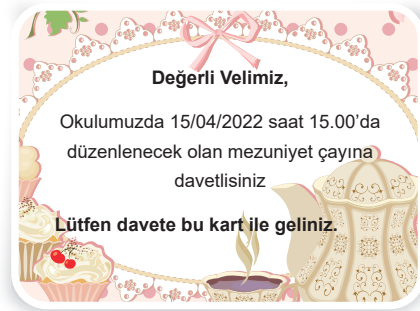 Değerli Velimiz,
Okulumuzda 15/04/2022 saat 15.00’da
düzenlenecek olan mezuniyet çayına
davetlisiniz
Lütfen davete bu kart ile geliniz.